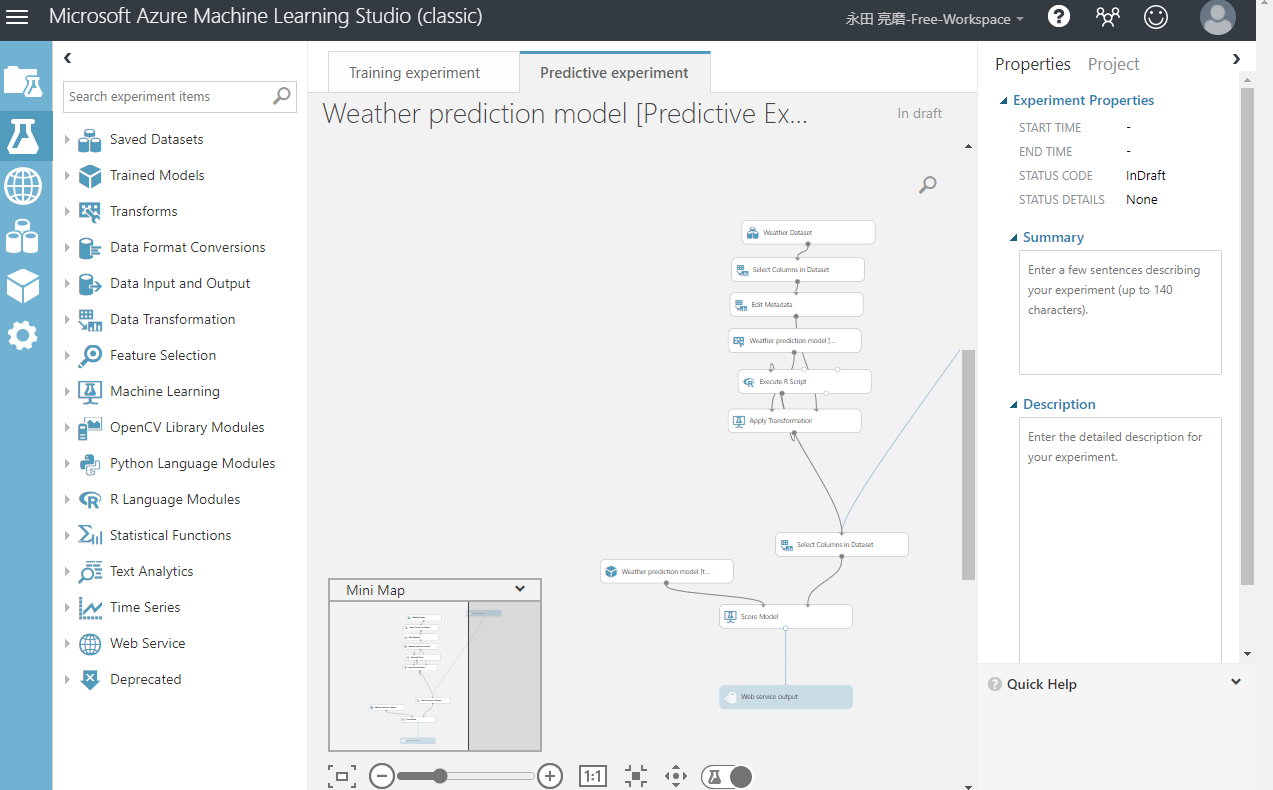 Microsoft Azure Machine Learning Studio (classic)
永田 亮磨-Free-Workspace
?
Search experiment items
Saved Datasets
Trained Models
Transforms
Data Format Conversions
Data Input and Output
Data Transformation
Feature Selection
Machine Learning
OpenCV Library Modules
Python Language Modules
R Language Modules
Statistical Functions
Text Analytics
Time Series
Web Service
Deprecated
Training experiment
Predictive experiment
Weather prediction model [Predictive Ex...
In draft
Weather Dataset
Select Columns in Dataset
Edit Metadata
Weather prediction model [...
Execute R Script
Apply Transformation
Select Columns in Dataset
Weather prediction model [t...
Score Model
Web service output
Mini Map
1:1
Properties
Project
Experiment Properties
START TIME -
END TIME -
STATUS CODE InDraft
STATUS DETAILS None
Summary
Enter a few sentences describing
your experiment (up to 140
characters).
Description
Enter the detailed description for
your experiment.
? Quick Help